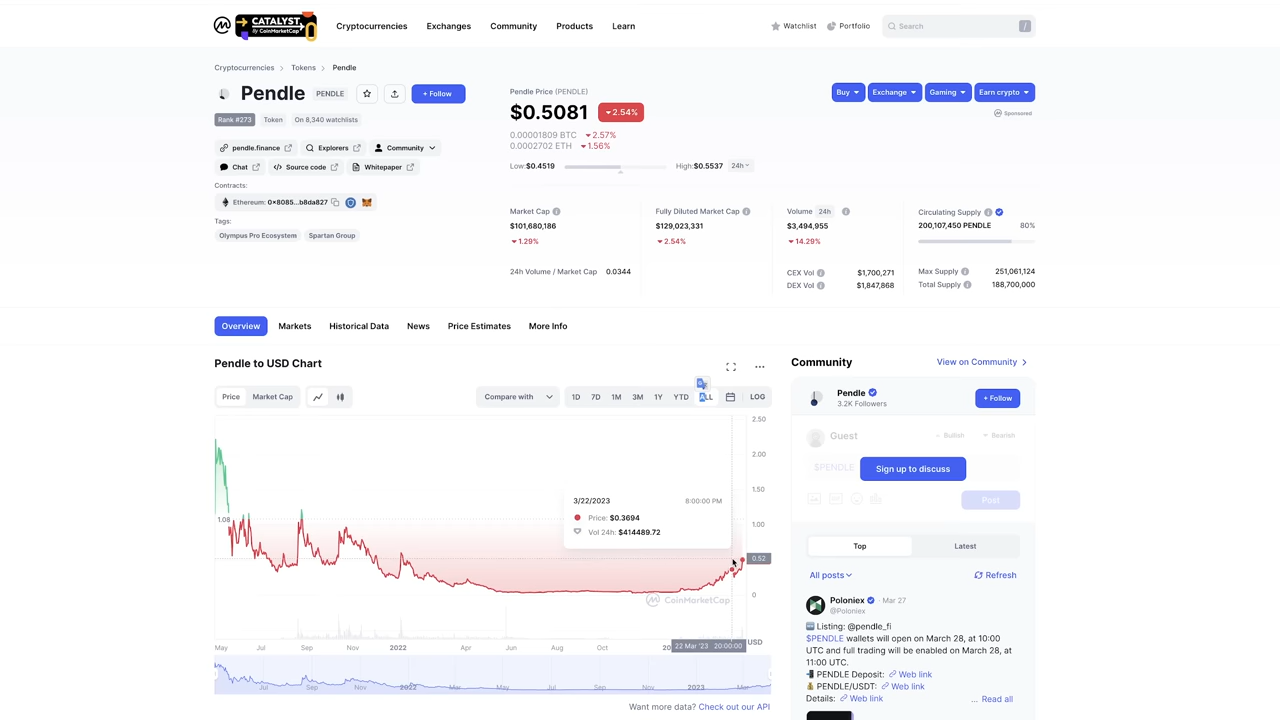 CATALYST
By CoinMarketCap
Cryptocurrencies
Exchanges
Community
Products
Learn
Watchlist
Portfolio
Search
/
Cryptocurrencies > Tokens > Pendle
Pendle
PENDLE
+ Follow
Rank #273
Token
On 8,340 watchlists
pendle.finance
Explorers
Community
Chat
Source code
Whitepaper
Contracts:
Ethereum: 0x8085...b8da827
Tags:
Olympus Pro Ecosystem
Spartan Group
Pendle Price (PENDLE)
$0.5081
2.54%
0.00001809 BTC 2.57%
0.0002702 ETH 1.56%
Low:$0.4519
High:$0.5537
24h
Buy
Exchange
Gaming
Earn crypto
Sponsored
Market Cap
$101,680,186
1.29%
24h Volume / Market Cap 0.0344
Fully Diluted Market Cap
$129,023,331
2.54%
Volume 24h
$3,494,955
14.29%
CEX Vol $1,700,271
DEX Vol $1,847,868
Circulating Supply
200,107,450 PENDLE 80%
Max Supply 251,061,124
Total Supply 188,700,000
Overview
Markets
Historical Data
News
Price Estimates
More Info
Pendle to USD Chart
Price
Market Cap
Compare with
1D
7D
1M
3M
1Y
YTD
ALL
LOG
2.50
2.00
1.50
1.00
0.52
0
1.08
3/22/2023 8:00:00 PM
Price: $0.3694
Vol 24h: $414489.72
CoinMarketCap
USD
May Jul Sep Nov 2022 Apr Jun Aug Oct 20
22 Mar '23 20:00:00
Jul Sep Nov 2022 Mar May Jul Sep Nov 2023 Mar
Want more data? Check out our API
Community
View on Community >
Pendle
3.2K Followers
+ Follow
Guest
Bullish
Bearish
$PENDLE
Sign up to discuss
Post
Top
Latest
All posts
Refresh
Poloniex · Mar 27
@Poloniex
Listing: @pendle_fi
$PENDLE wallets will open on March 28, at 10:00
UTC and full trading will be enabled on March 28, at
11:00 UTC.
PENDLE Deposit: Web link
PENDLE/USDT: Web link
Details: Web link
... Read all